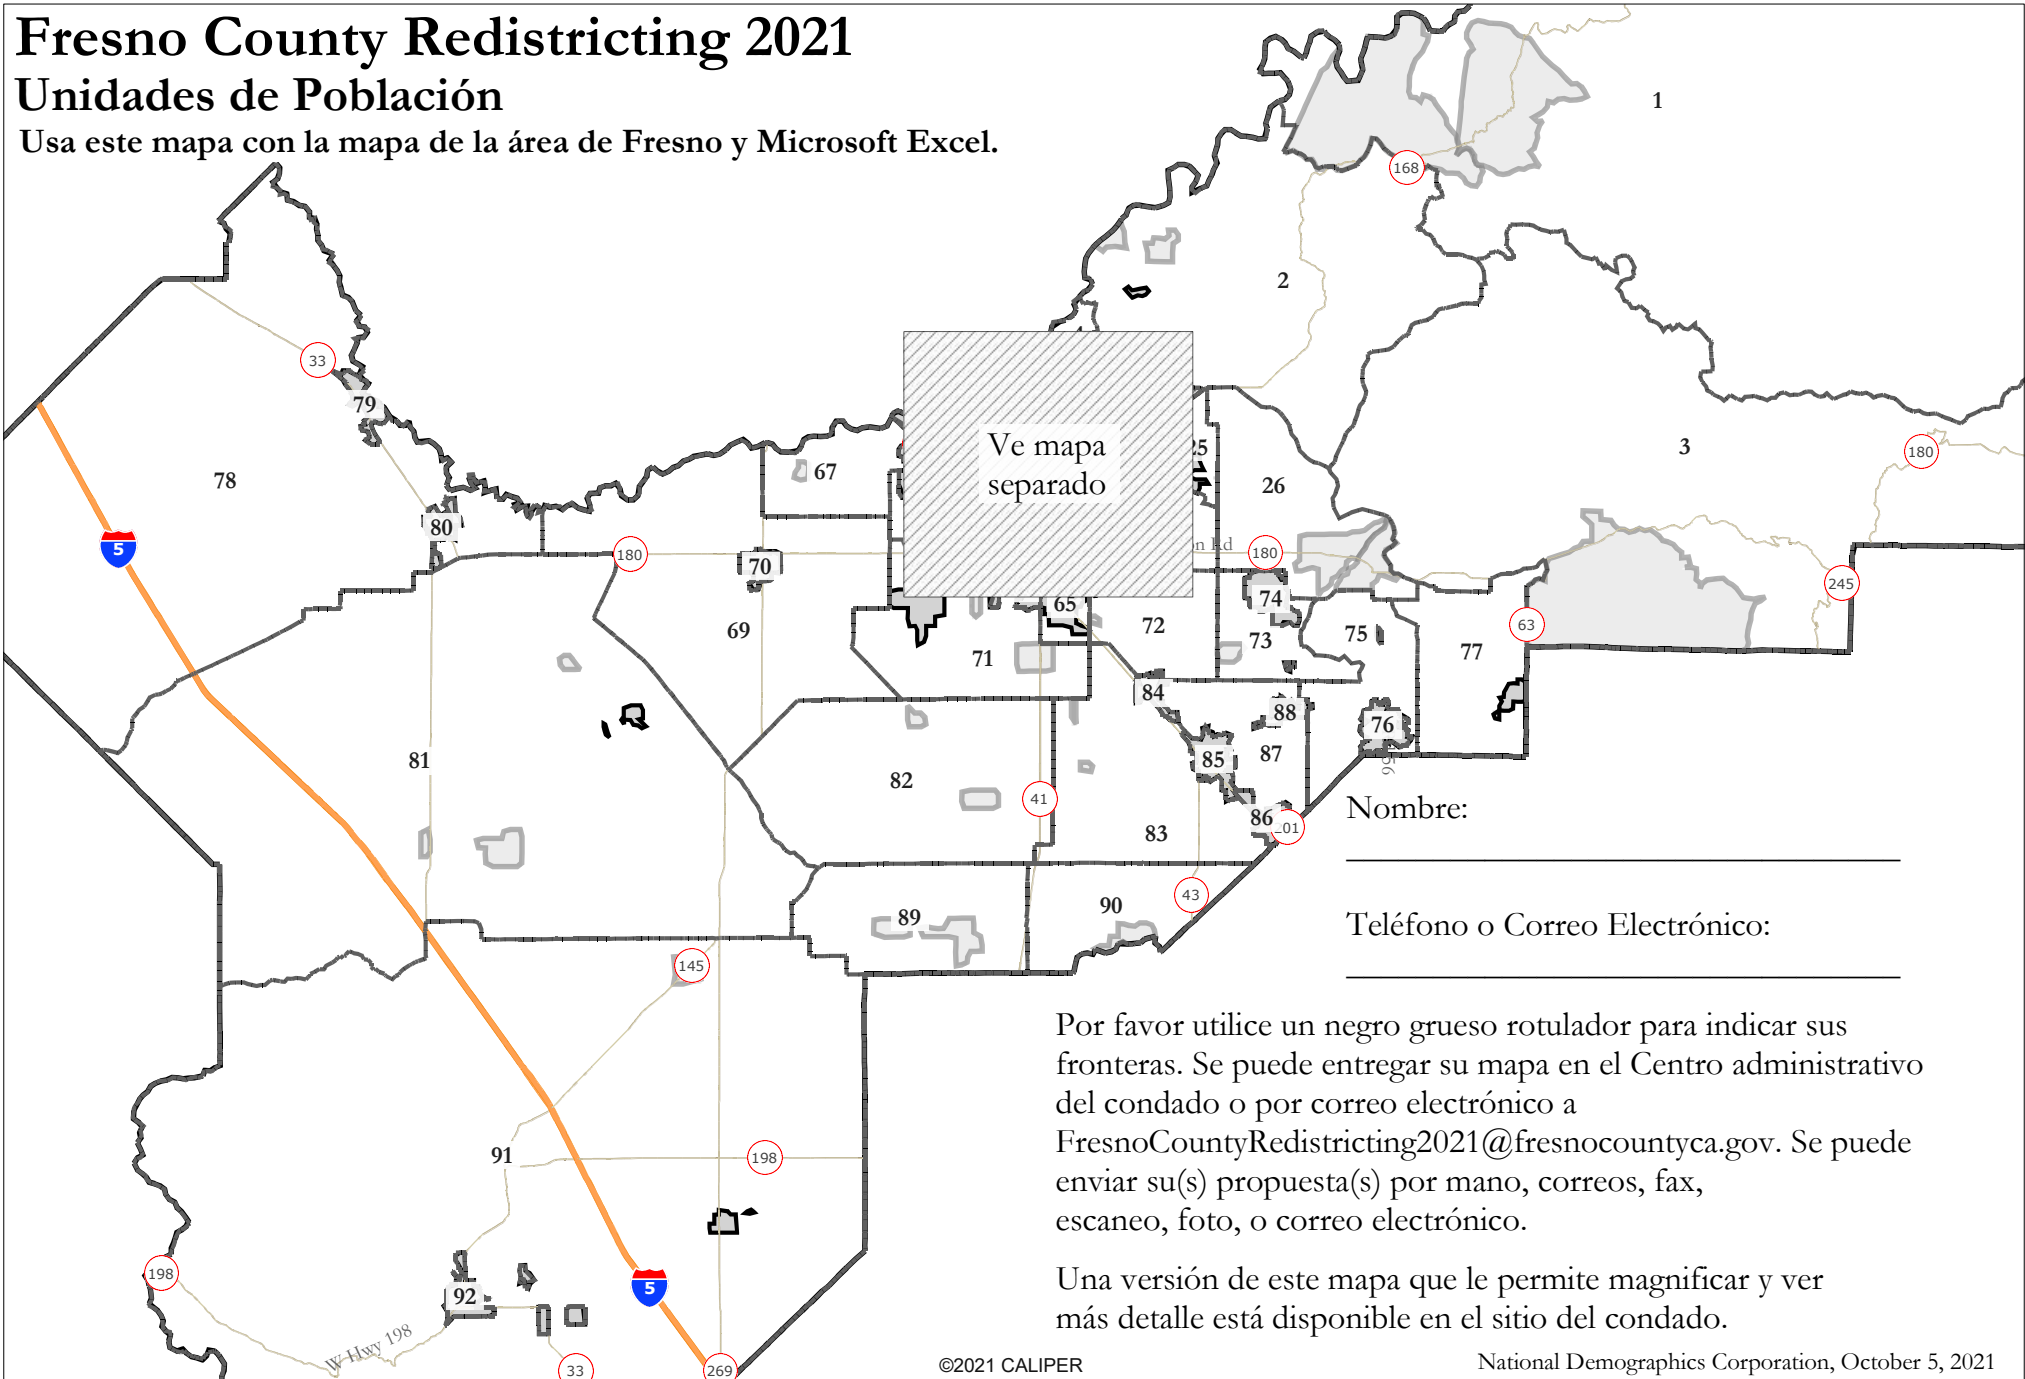 Fresno County Redistricting 2021
Unidades de Población
Usa este mapa con la mapa de la área de Fresno y Microsoft Excel.
1
168
2
33
79
78
67
Ve mapa
separado
25
26
3
180
80
5
180
70
180
74
245
69
65
72
73
75
63
71
77
84
88
76
81
82
85
87
41
83
86
Nombre:
43
89
90
Teléfono o Correo Electrónico:
145
Por favor utilice un negro grueso rotulador para indicar sus
fronteras. Se puede entregar su mapa en el Centro administrativo
del condado o por correo electrónico a
FresnoCountyRedistricting2021@fresnocountyca.gov. Se puede
enviar su(s) propuesta(s) por mano, correos, fax,
escaneo, foto, o correo electrónico.
91
198
198
5
92
Una versión de este mapa que le permite magnificar y ver
más detalle está disponible en el sitio del condado.
W Hwy 198
33
269
©2021 CALIPER
National Demographics Corporation, October 5, 2021